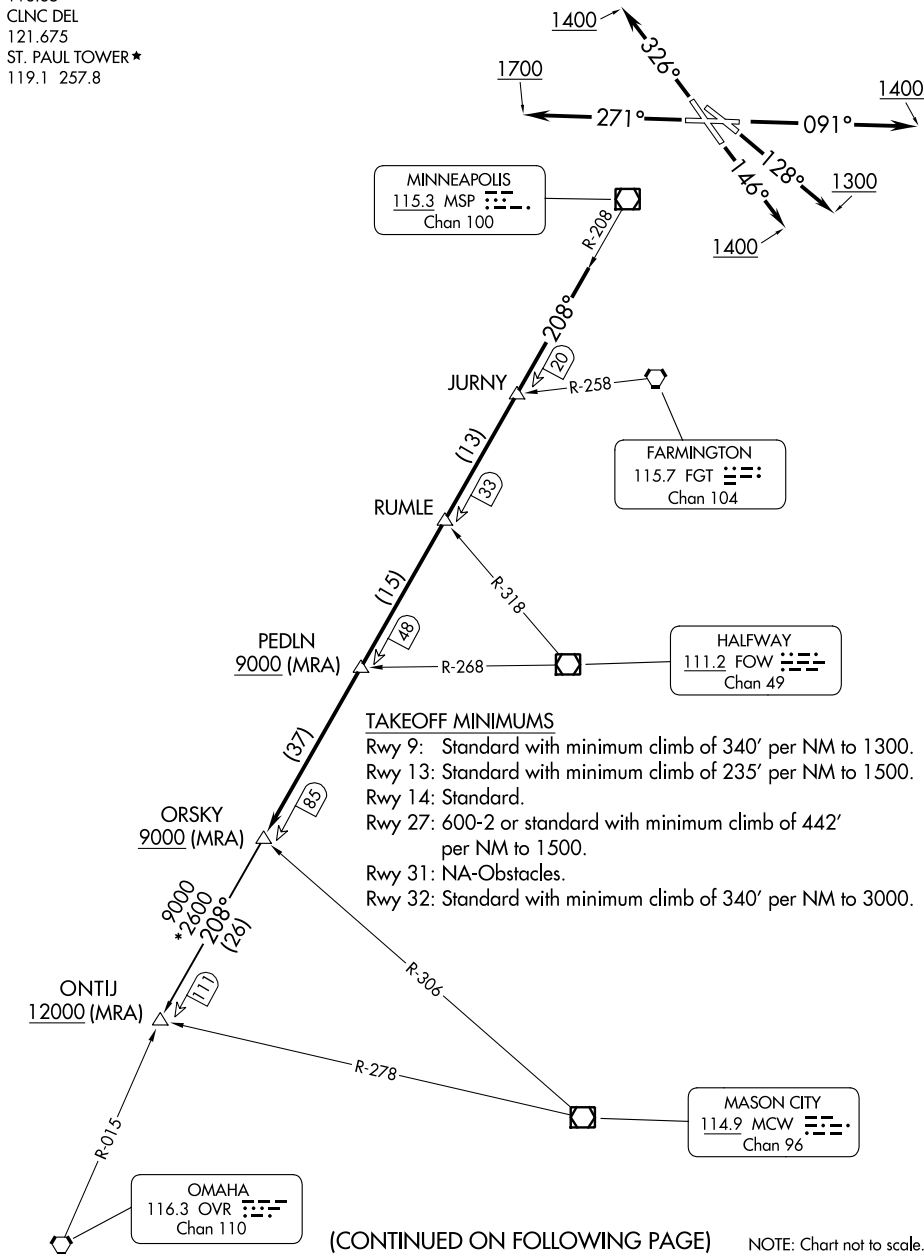 CLNC DEL
121.675
ST. PAUL TOWER★
119.1 257.8
1400
326°
1700
271°
091°
1400
128°
146°
1300
1400
MINNEAPOLIS
115.3 MSP
Chan 100
R-208
208°
20
JURNY
R-258
FARMINGTON
115.7 FGT
Chan 104
(13)
33
RUMLE
R-318
(15)
48
PEDLN
9000 (MRA)
R-268
HALFWAY
111.2 FOW
Chan 49
(37)
TAKEOFF MINIMUMS
Rwy 9: Standard with minimum climb of 340' per NM to 1300.
Rwy 13: Standard with minimum climb of 235' per NM to 1500.
Rwy 14: Standard.
Rwy 27: 600-2 or standard with minimum climb of 442'
per NM to 1500.
Rwy 31: NA-Obstacles.
Rwy 32: Standard with minimum climb of 340' per NM to 3000.
85
ORSKY
9000 (MRA)
9000
*2600
208°
(26)
R-306
111
ONTIJ
12000 (MRA)
R-278
MASON CITY
114.9 MCW
Chan 96
R-015
OMAHA
116.3 OVR
Chan 110
(CONTINUED ON FOLLOWING PAGE)
NOTE: Chart not to scale.